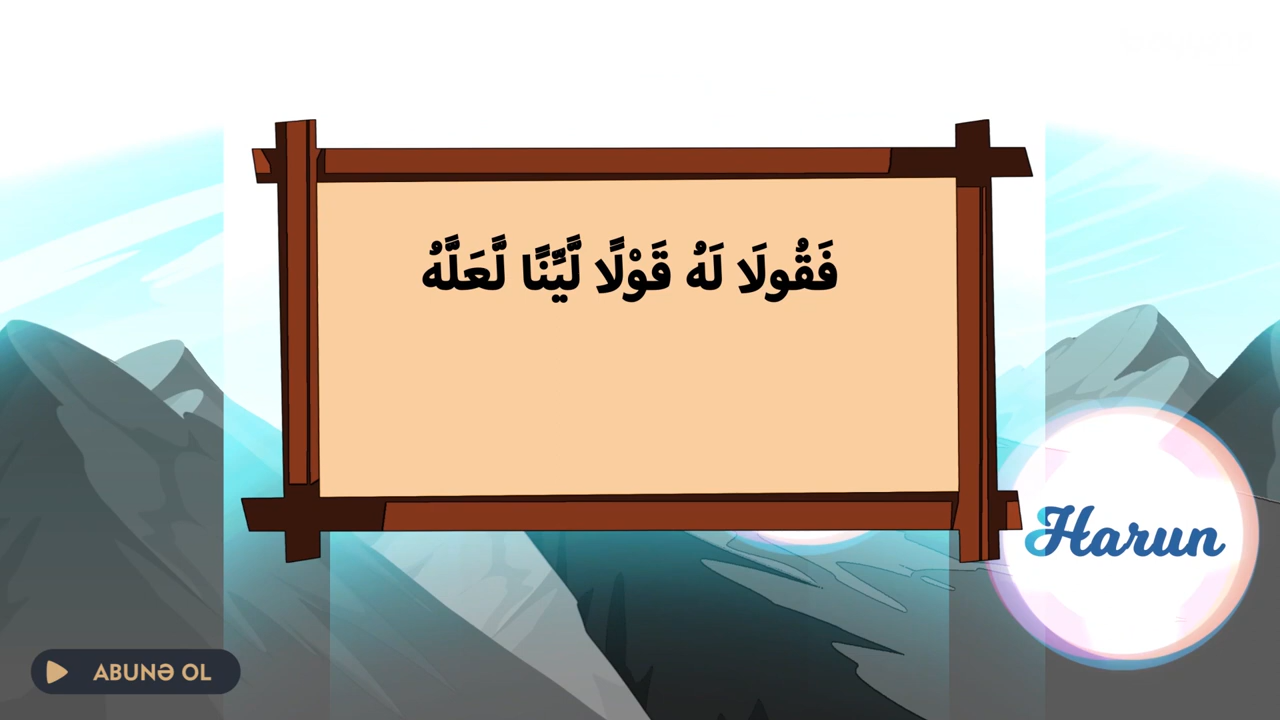 فَقُولَا لَهُ قَوْلًا لَّيِّنًا لَّعَلَّهُ
Harun
ABUNƏ OL